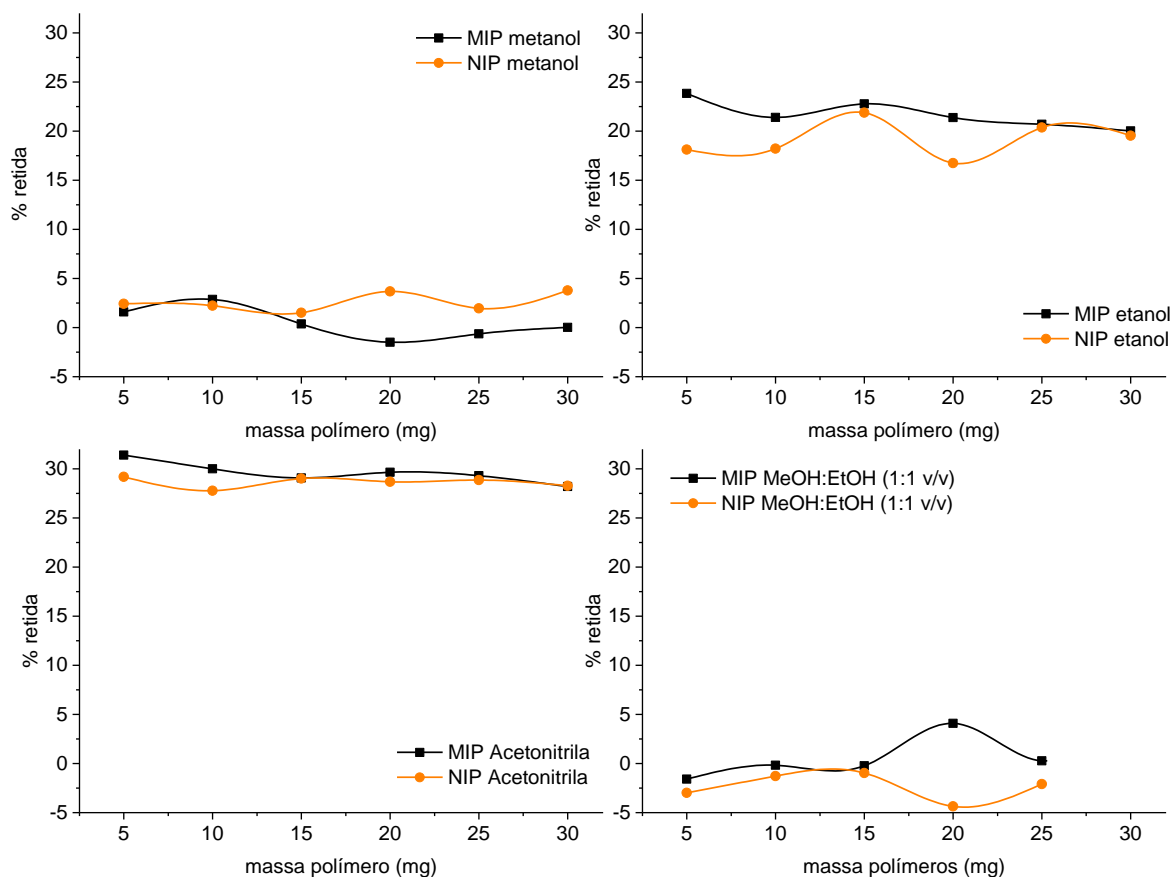 30
25
20
15
10
5
0
-5
% retida
MIP metanol
NIP metanol
5 10 15 20 25 30
massa polímero (mg)
30
25
20
15
10
5
0
-5
% retida
MIP etanol
NIP etanol
5 10 15 20 25 30
massa polímero (mg)
30
25
20
15
10
5
0
-5
% retida
MIP Acetonitrila
NIP Acetonitrila
5 10 15 20 25 30
massa polímero (mg)
30
25
20
15
10
5
0
-5
% retida
MIP MeOH:EtOH (1:1 v/v)
NIP MeOH:EtOH (1:1 v/v)
5 10 15 20 25 30
massa polímeros (mg)